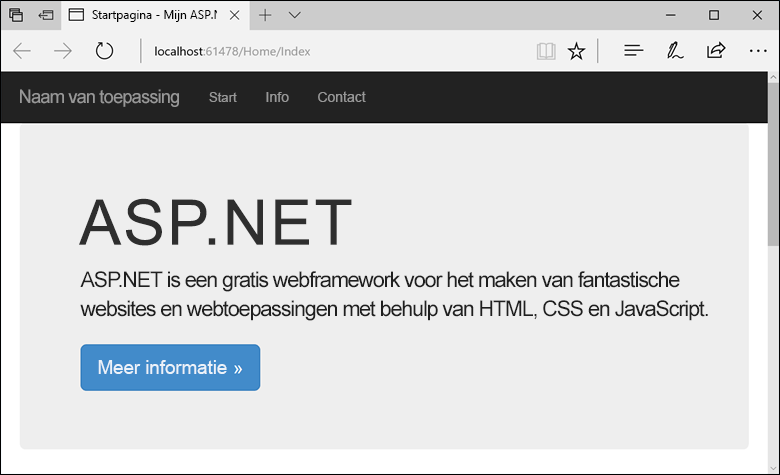 Startpagina - Mijn ASP.N
localhost:61478/Home/Index
Naam van toepassing Start Info Contact
ASP.NET
ASP.NET is een gratis webframework voor het maken van fantastische
websites en webtoepassingen met behulp van HTML, CSS en JavaScript.
Meer informatie »